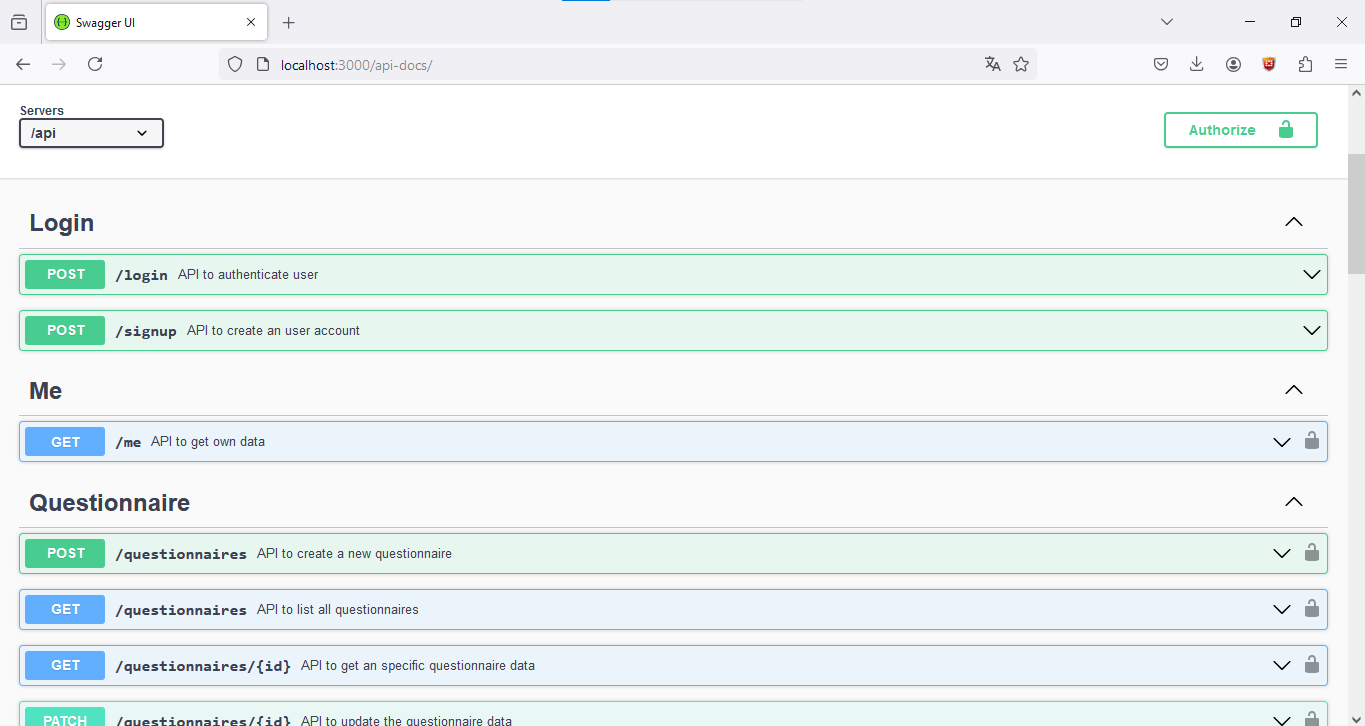 Swagger UI
localhost:3000/api-docs/
Servers
/api
Authorize
Login
POST /login API to authenticate user
POST /signup API to create an user account
Me
GET /me API to get own data
Questionnaire
POST /questionnaires API to create a new questionnaire
GET /questionnaires API to list all questionnaires
GET /questionnaires/{id} API to get an specific questionnaire data
PATCH /questionnaires/{id} API to update the questionnaire data